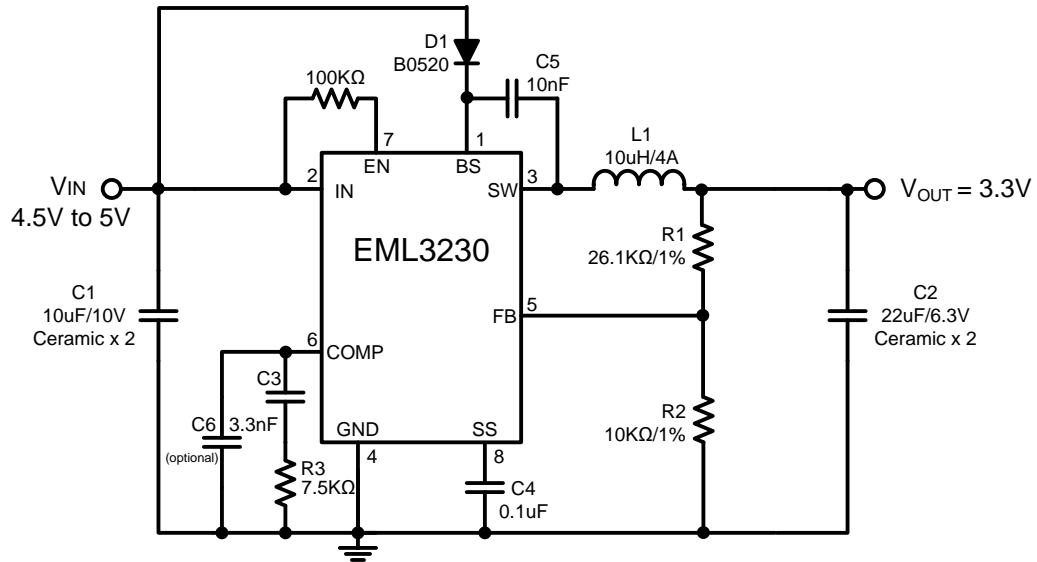 D1
B0520
C5
10nF
100KΩ
7
EN
1
BS
L1
10uH/4A
VIN
4.5V to 5V
2
IN
3
SW
VOUT = 3.3V
EML3230
R1
26.1KΩ/1%
C1
10uF/10V
Ceramic x 2
5
FB
C2
22uF/6.3V
Ceramic x 2
6
COMP
C3
C6 3.3nF
(optional)
R2
10KΩ/1%
GND
4
SS
8
R3
7.5KΩ
C4
0.1uF